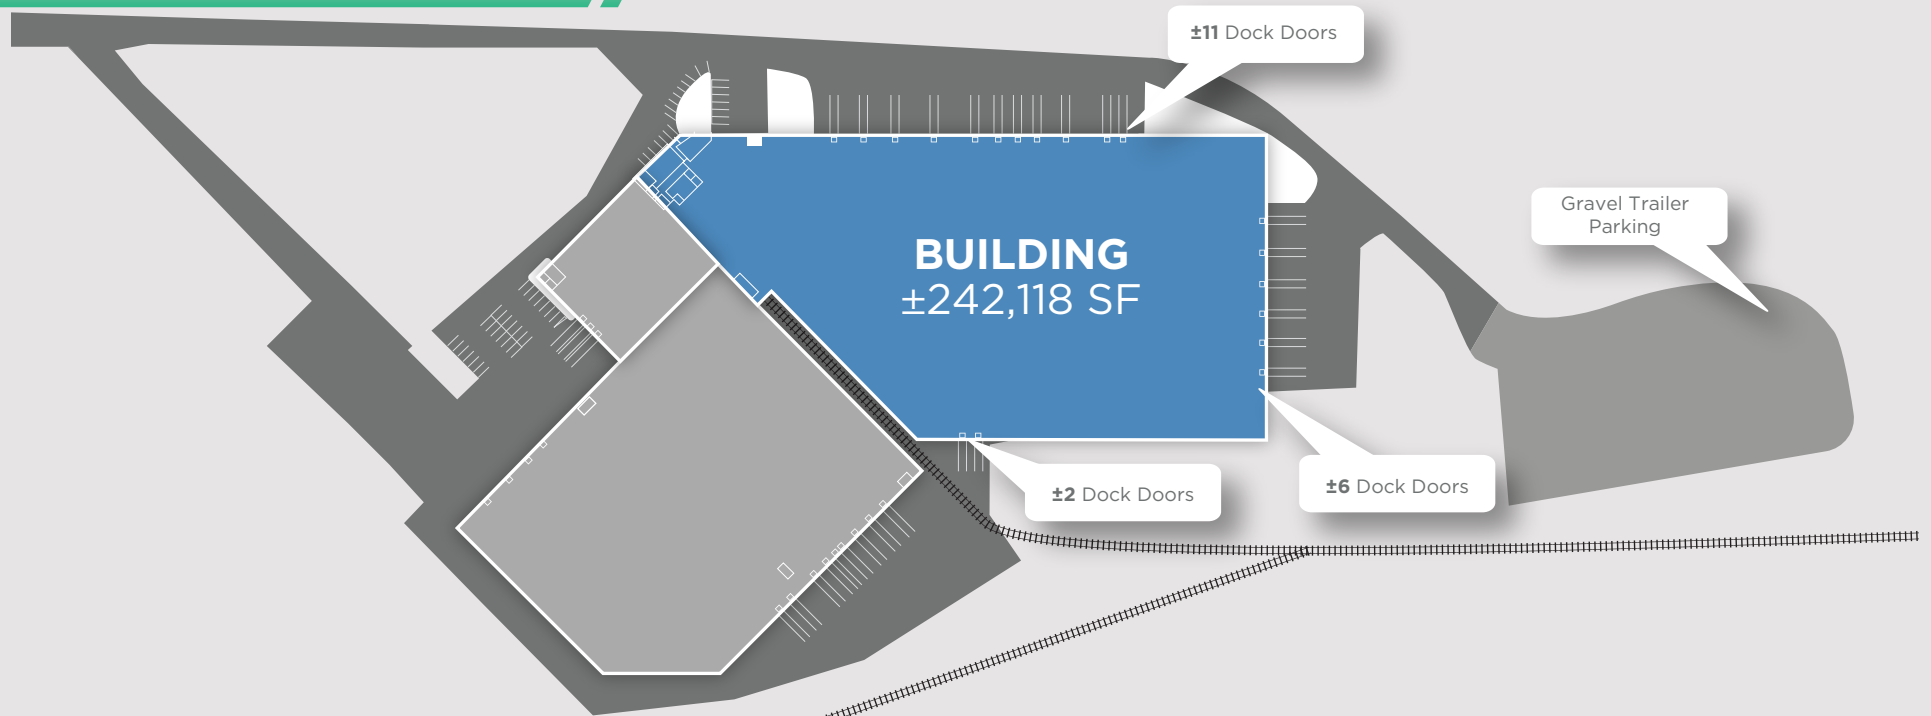 ±11 Dock Doors
Gravel Trailer
Parking
BUILDING
±242,118 SF
±2 Dock Doors
±6 Dock Doors